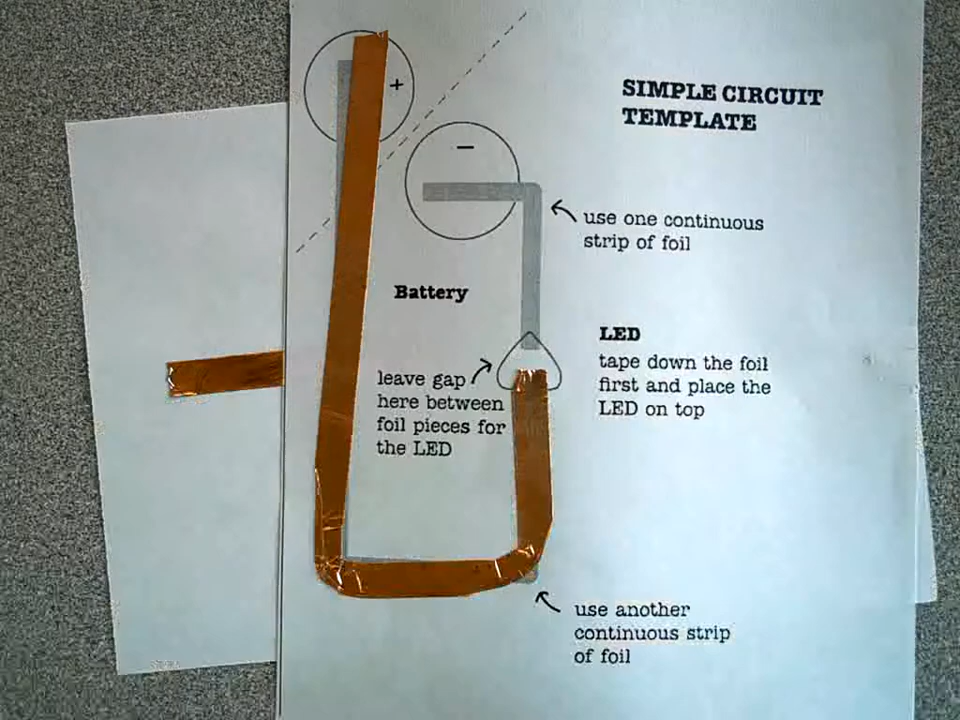 SIMPLE CIRCUIT
TEMPLATE
+
−
use one continuous
strip of foil
Battery
LED
tape down the foil
first and place the
LED on top
leave gap
here between
foil pieces for
the LED
use another
continuous strip
of foil